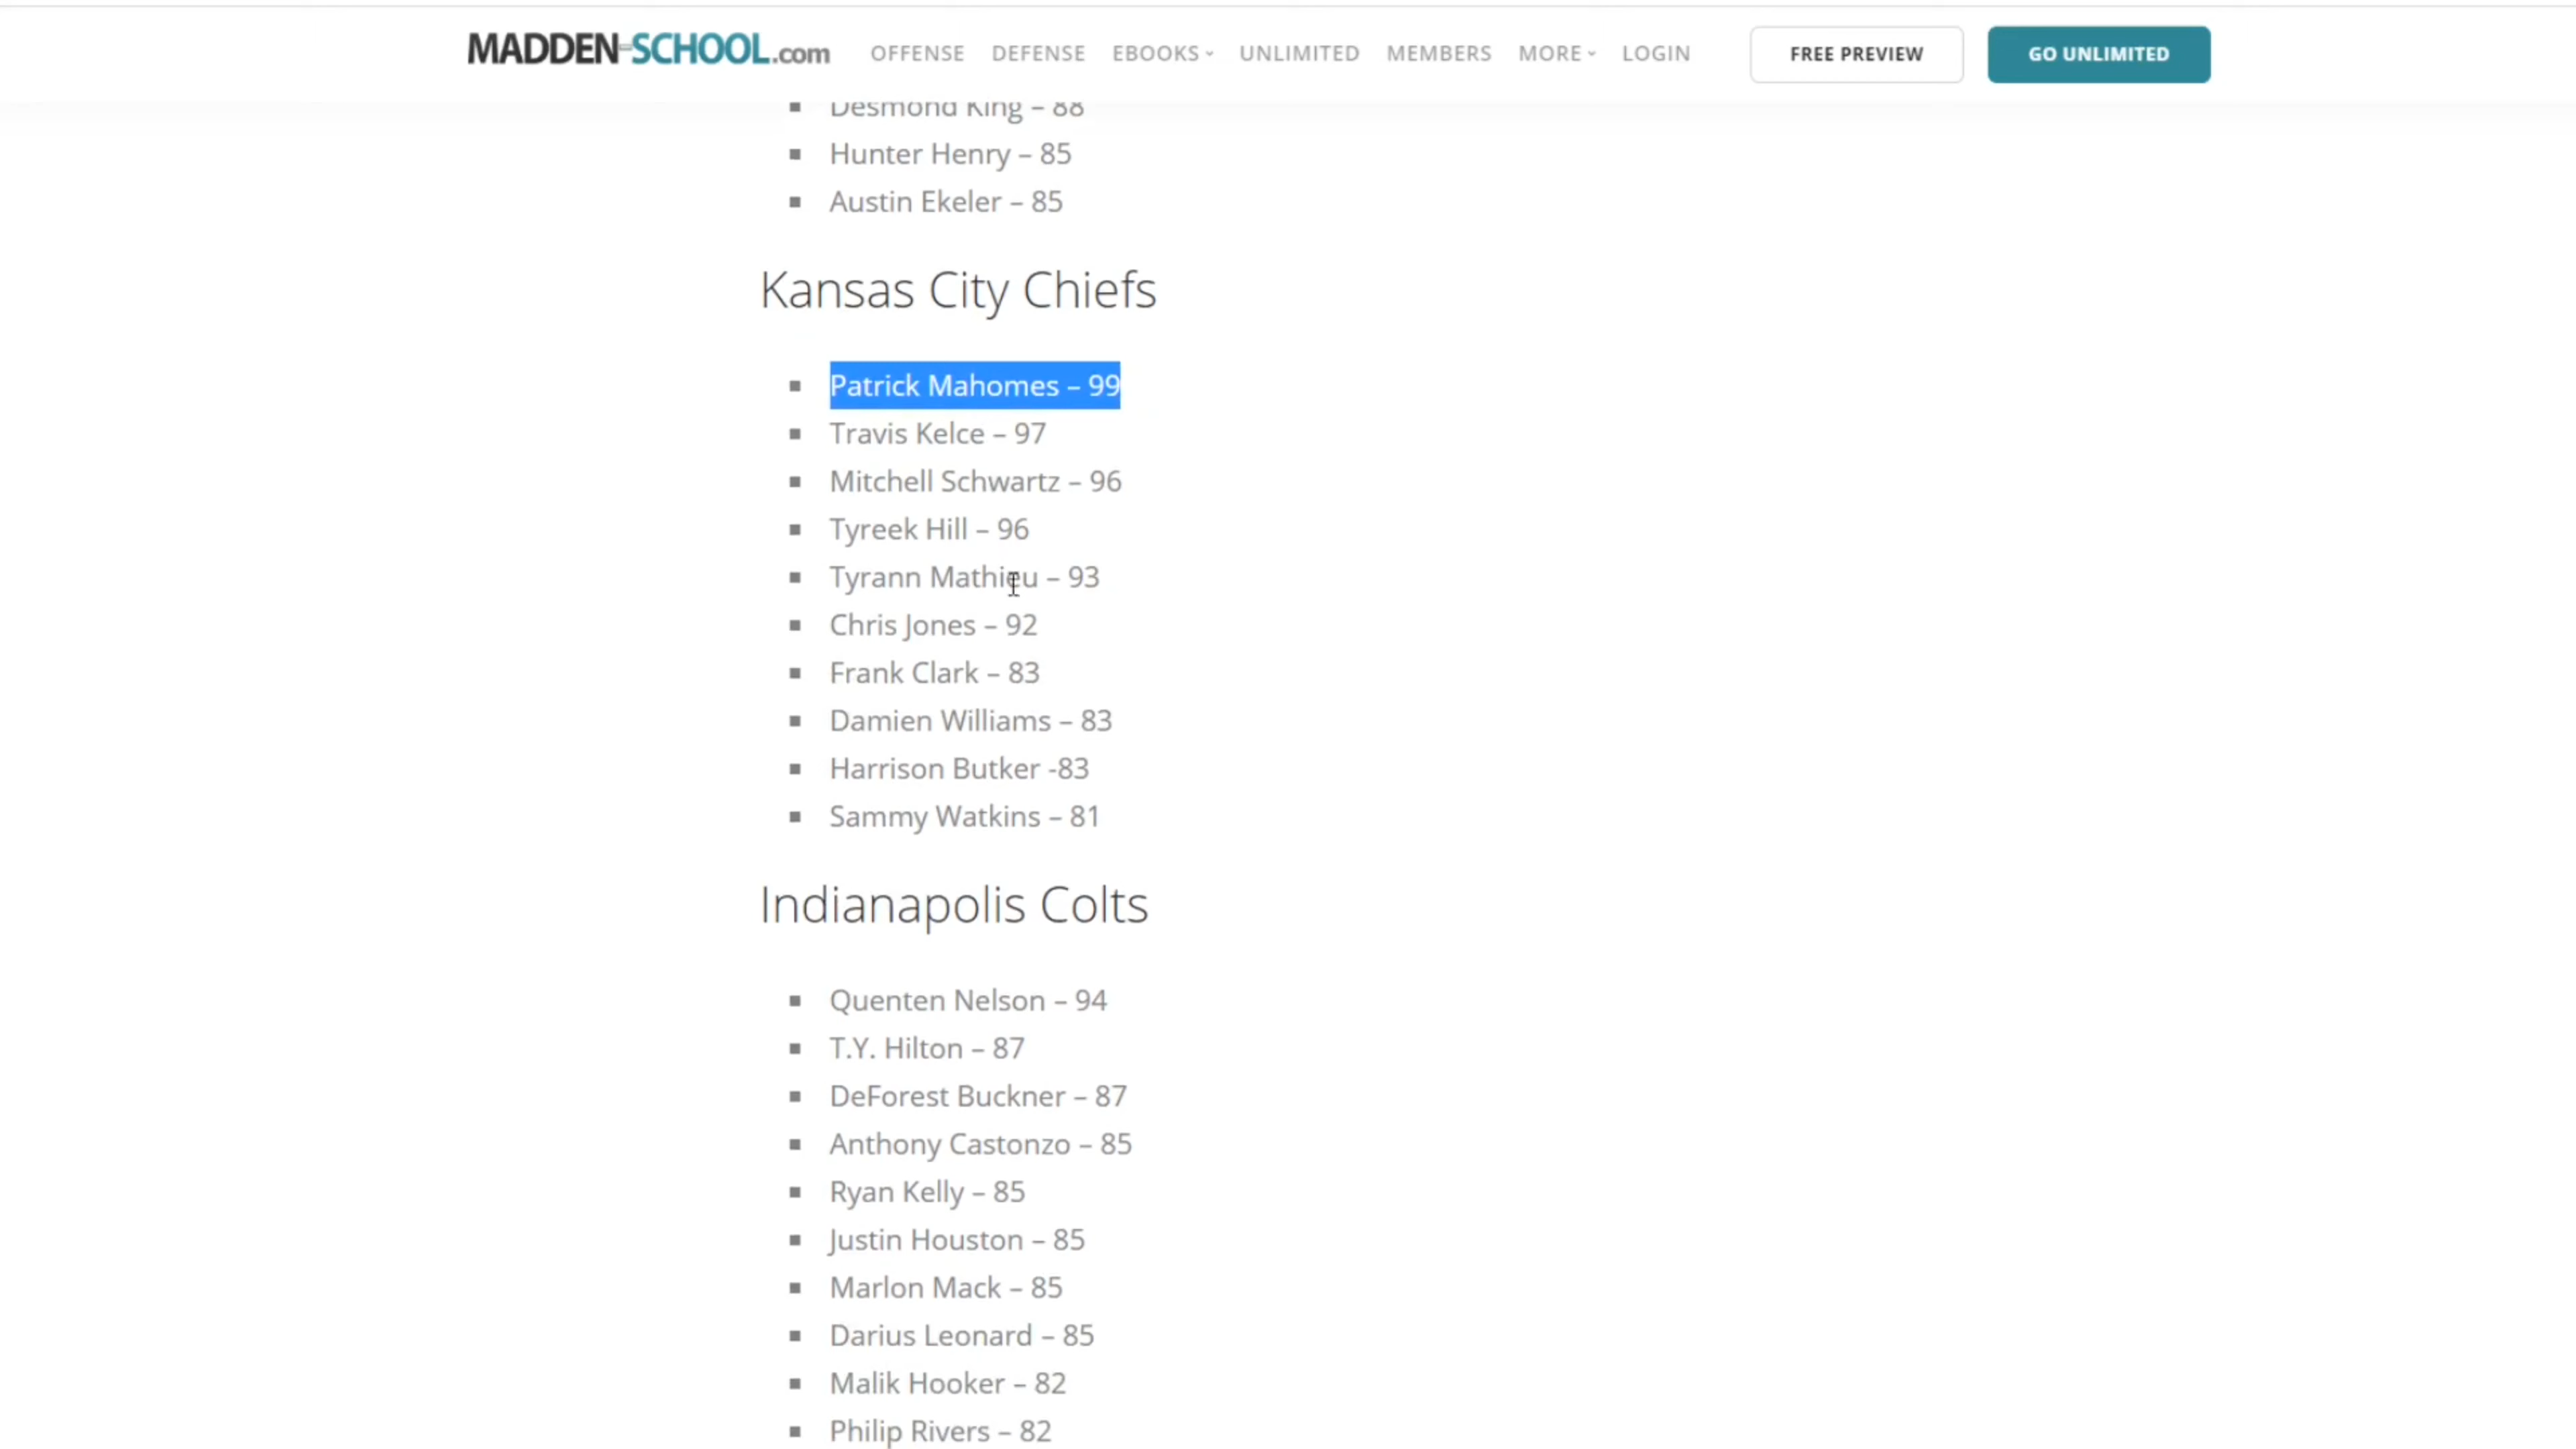 MADDEN-SCHOOL.com OFFENSE DEFENSE EBOOKS UNLIMITED MEMBERS MORE LOGIN FREE PREVIEW GO UNLIMITED
Desmond King – 88
Hunter Henry – 85
Austin Ekeler – 85
Kansas City Chiefs
Patrick Mahomes – 99
Travis Kelce – 97
Mitchell Schwartz – 96
Tyreek Hill – 96
Tyrann Mathieu – 93
Chris Jones – 92
Frank Clark – 83
Damien Williams – 83
Harrison Butker -83
Sammy Watkins – 81
Indianapolis Colts
Quenten Nelson – 94
T.Y. Hilton – 87
DeForest Buckner – 87
Anthony Castonzo – 85
Ryan Kelly – 85
Justin Houston – 85
Marlon Mack – 85
Darius Leonard – 85
Malik Hooker – 82
Philip Rivers – 82